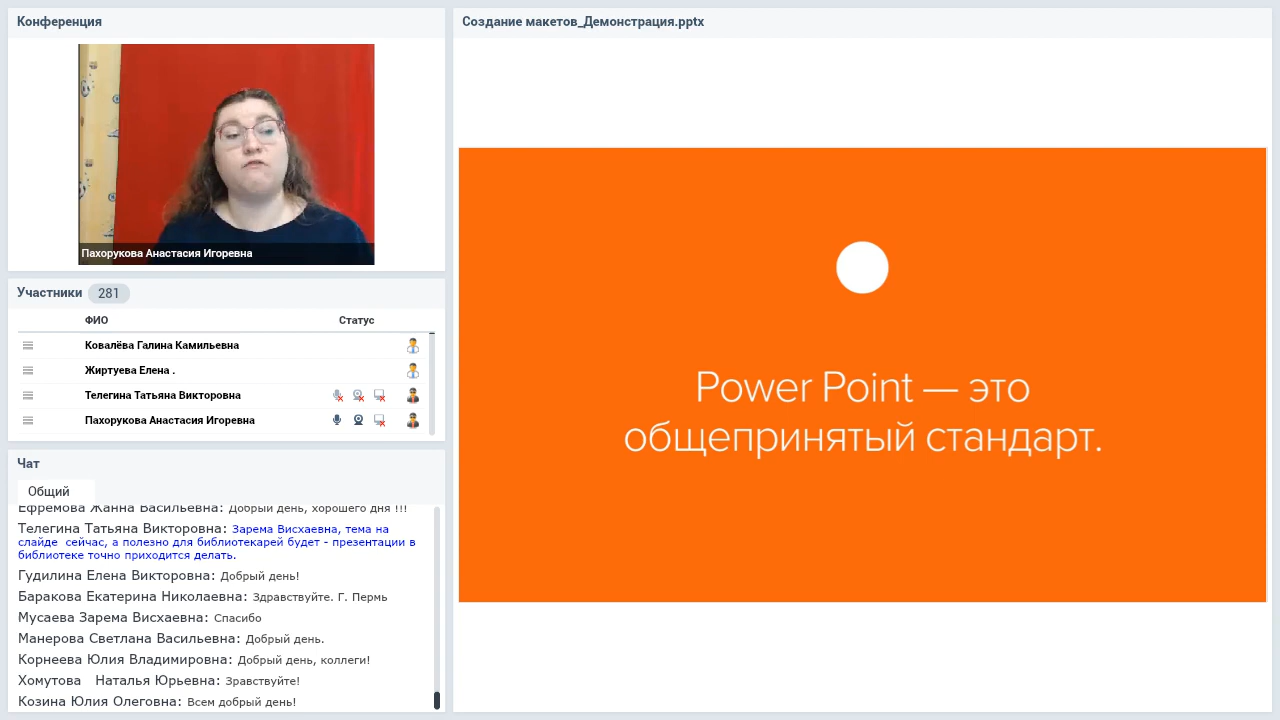 Конференция
Пахорукова Анастасия Игоревна
Участники 281
ФИО Статус
Ковалёва Галина Камильевна
Жиртуева Елена .
Телегина Татьяна Викторовна
Пахорукова Анастасия Игоревна
Чат
Общий
Ефремова Жанна Васильевна: Добрый день, хорошего дня !!!
Телегина Татьяна Викторовна: Зарема Висхаевна, тема на
слайде сейчас, а полезно для библиотекарей будет - презентации в
библиотеке точно приходится делать.
Гудилина Елена Викторовна: Добрый день!
Баракова Екатерина Николаевна: Здравствуйте. Г. Пермь
Мусаева Зарема Висхаевна: Спасибо
Манерова Светлана Васильевна: Добрый день.
Корнеева Юлия Владимировна: Добрый день, коллеги!
Хомутова Наталья Юрьевна: Зравствуйте!
Козина Юлия Олеговна: Всем добрый день!
Создание макетов_Демонстрация.pptx
Power Point — это
общепринятый стандарт.